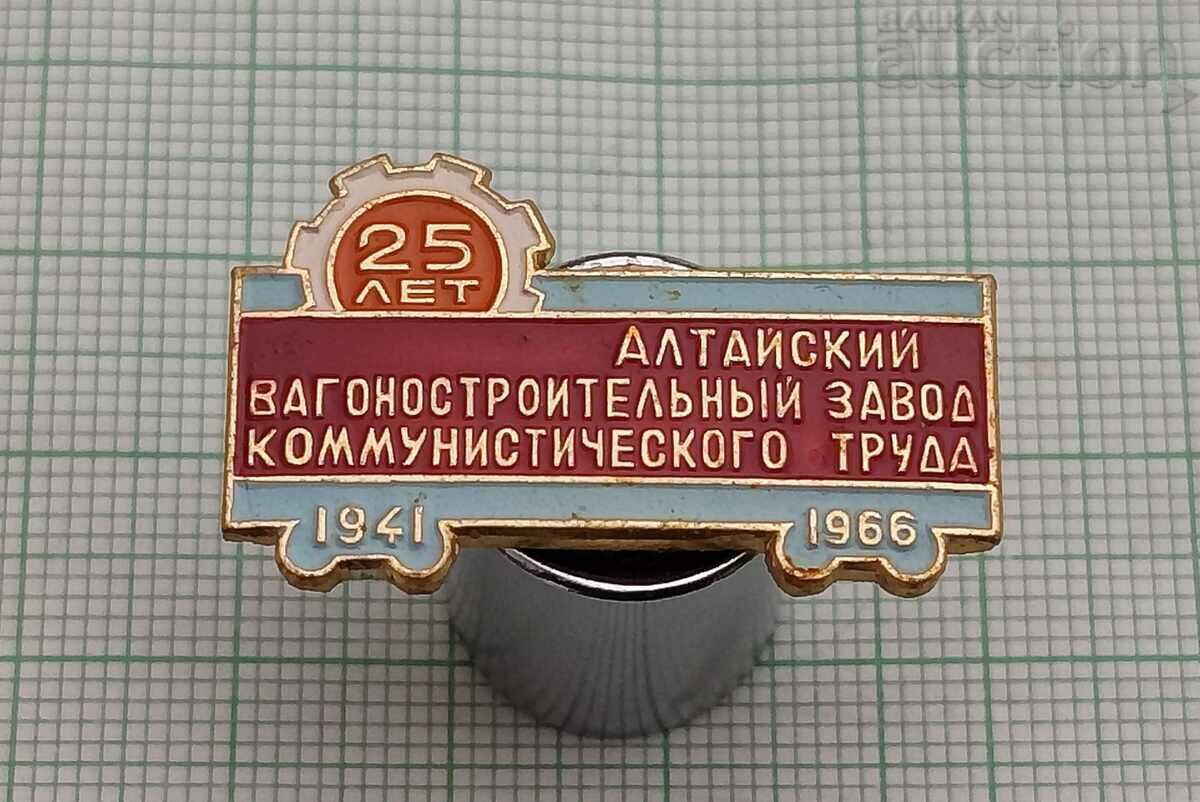 BALKAN
auction
25
ЛЕТ
АЛТАЙСКИЙ
ВАГОНОСТРОИТЕЛЬНЫЙ ЗАВОД
КОММУНИСТИЧЕСКОГО ТРУДА
1941 1966